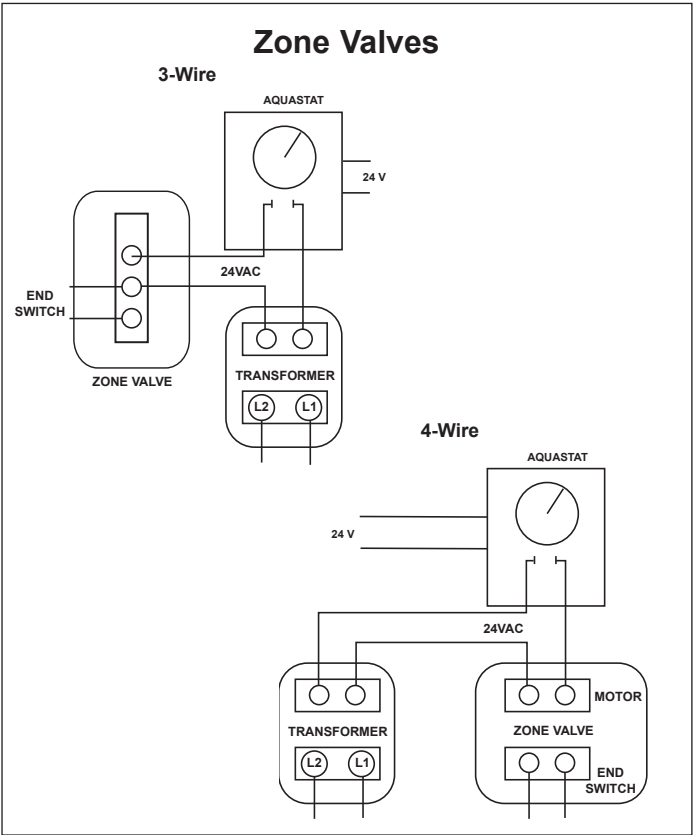 Zone Valves
3-Wire
AQUASTAT
24 V
24VAC
END
SWITCH
ZONE VALVE
TRANSFORMER
L2 L1
4-Wire
AQUASTAT
24 V
24VAC
MOTOR
TRANSFORMER
ZONE VALVE
L2 L1
END
SWITCH